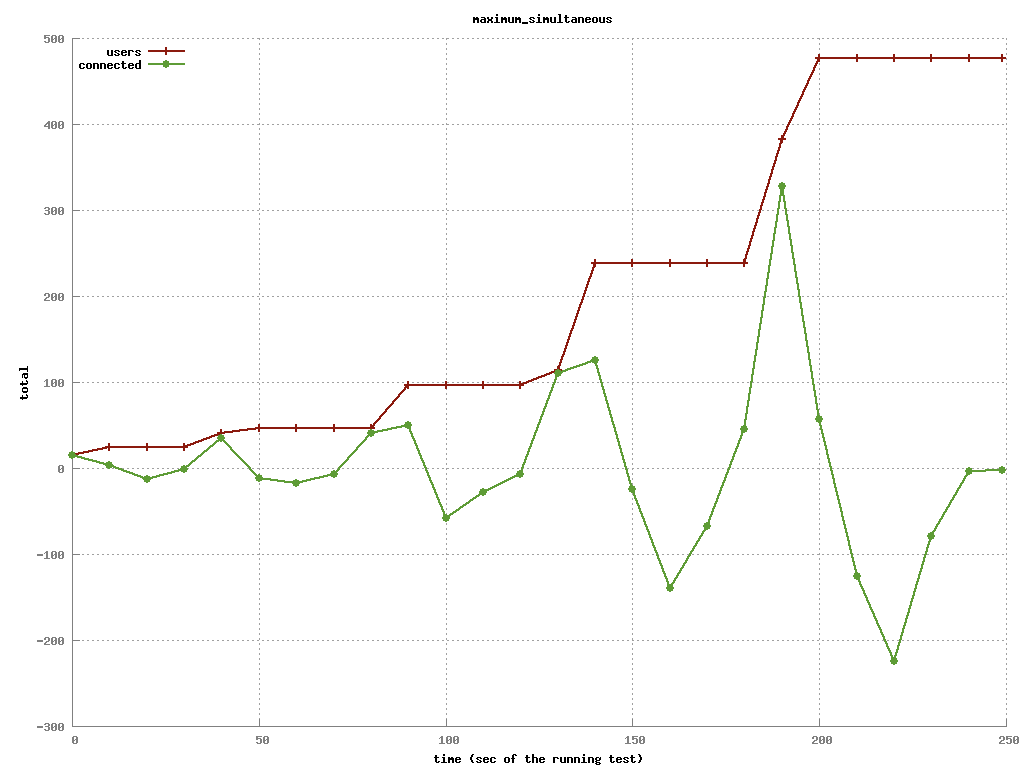 maximum_simultaneous
users
connected
500
400
300
200
100
0
-100
-200
-300
total
0 50 100 150 200 250
time (sec of the running test)